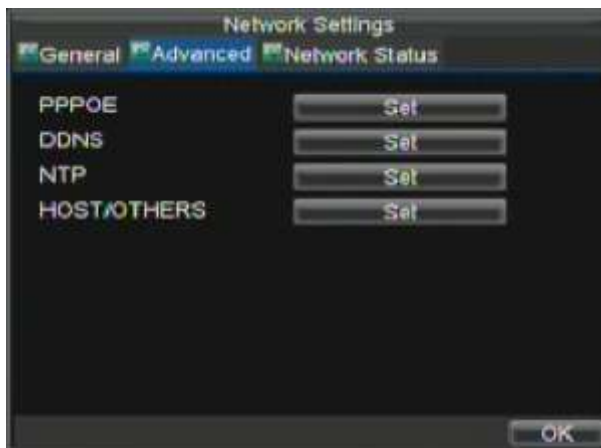 Network Settings
General Advanced Network Status
PPPOE Set
DDNS Set
NTP Set
HOST/OTHERS Set
OK